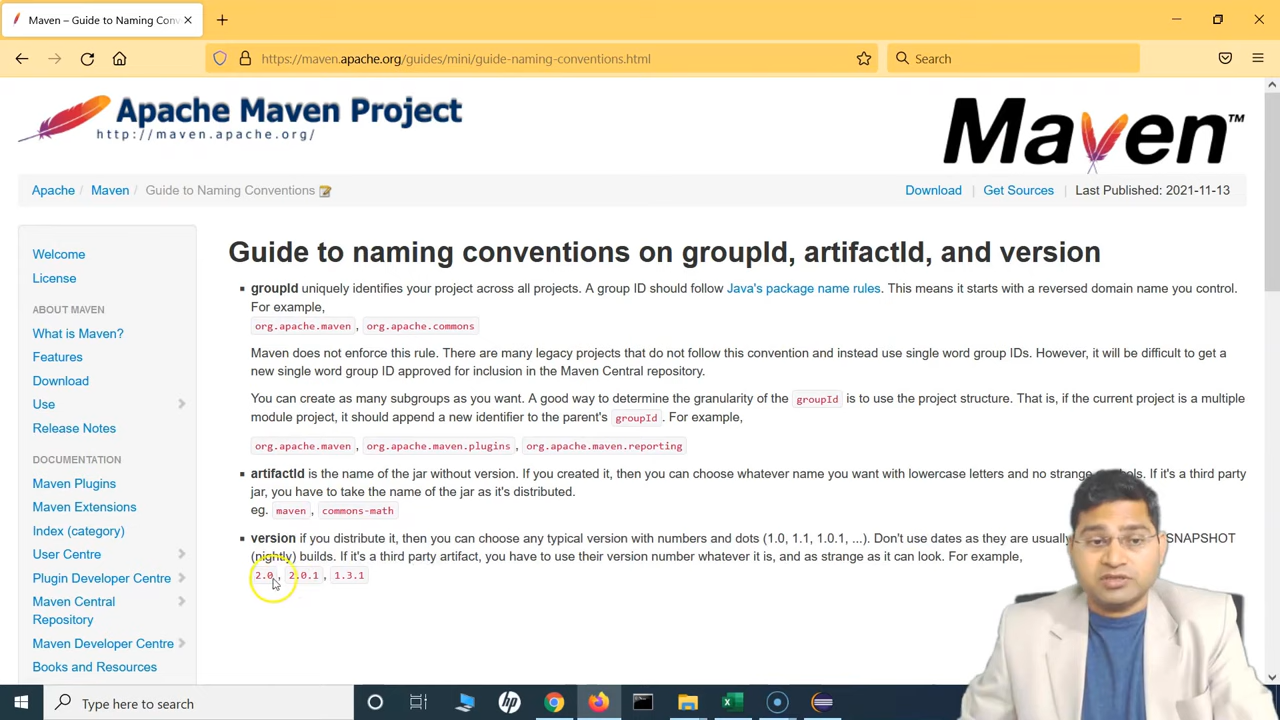 Maven – Guide to Naming Conv
https://maven.apache.org/guides/mini/guide-naming-conventions.html
Search
Apache Maven Project
http://maven.apache.org/
Maven™
Apache / Maven / Guide to Naming Conventions
Download | Get Sources | Last Published: 2021-11-13
Welcome
License
ABOUT MAVEN
What is Maven?
Features
Download
Use
Release Notes
DOCUMENTATION
Maven Plugins
Maven Extensions
Index (category)
User Centre
Plugin Developer Centre
Maven Central
Repository
Maven Developer Centre
Books and Resources
Guide to naming conventions on groupId, artifactId, and version
groupId uniquely identifies your project across all projects. A group ID should follow Java's package name rules. This means it starts with a reversed domain name you control.
For example,
org.apache.maven, org.apache.commons
Maven does not enforce this rule. There are many legacy projects that do not follow this convention and instead use single word group IDs. However, it will be difficult to get a
new single word group ID approved for inclusion in the Maven Central repository.
You can create as many subgroups as you want. A good way to determine the granularity of the groupId is to use the project structure. That is, if the current project is a multiple
module project, it should append a new identifier to the parent's groupId. For example,
org.apache.maven, org.apache.maven.plugins, org.apache.maven.reporting
artifactId is the name of the jar without version. If you created it, then you can choose whatever name you want with lowercase letters and no strange If it's a third party
jar, you have to take the name of the jar as it's distributed.
eg. maven, commons-math
version if you distribute it, then you can choose any typical version with numbers and dots (1.0, 1.1, 1.0.1, ...). Don't use dates as they are usually SNAPSHOT
(nightly) builds. If it's a third party artifact, you have to use their version number whatever it is, and as strange as it can look. For example,
2.0, 2.0.1, 1.3.1
Type here to search